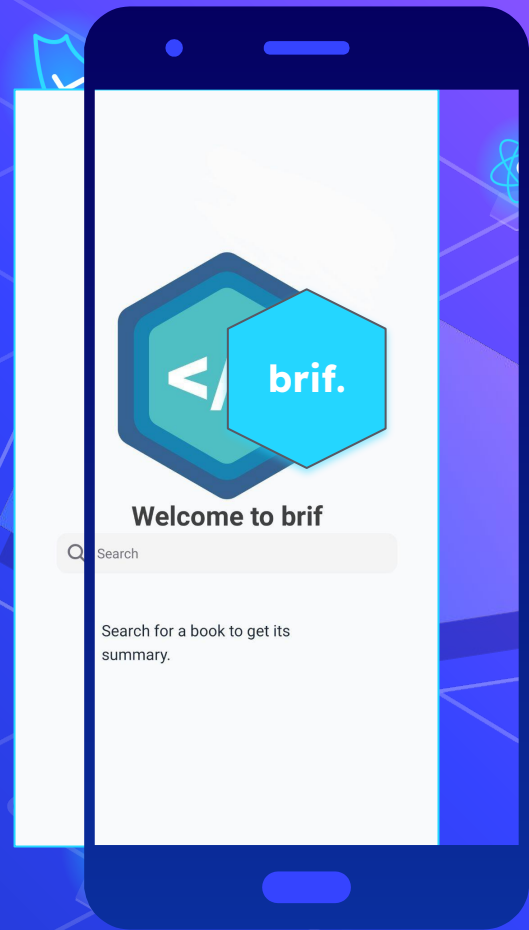 </
brif.
Welcome to brif
Search
Search for a book to get its
summary.